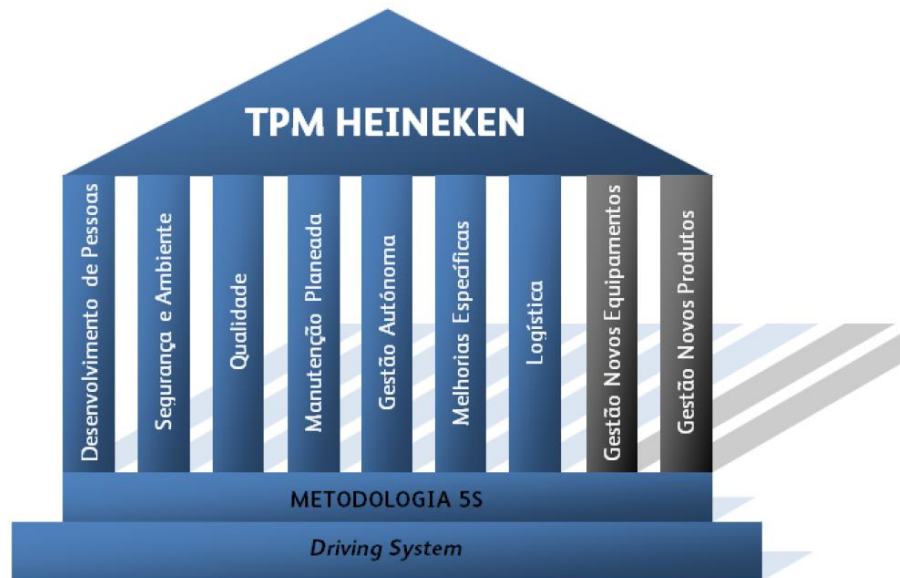 TPM HEINEKEN
Desenvolvimento de Pessoas
Segurança e Ambiente
Qualidade
Manutenção Planeada
Gestão Autónoma
Melhorias Específicas
Logística
Gestão Novos Equipamentos
Gestão Novos Produtos
METODOLOGIA 5S
Driving System